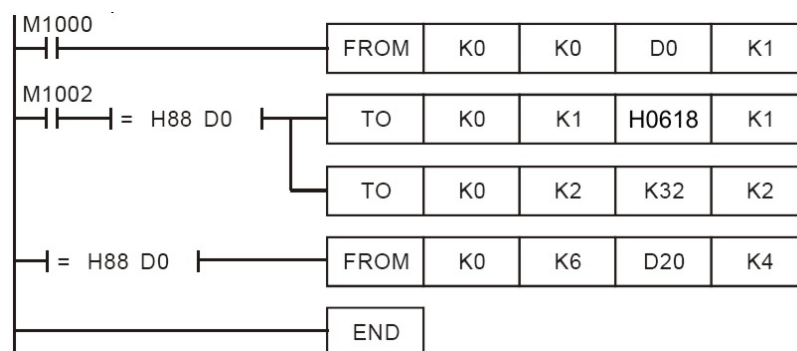 M1000
FROM K0 K0 D0 K1
M1002
= H88 D0 TO K0 K1 H0618 K1
TO K0 K2 K32 K2
= H88 D0 FROM K0 K6 D20 K4
END